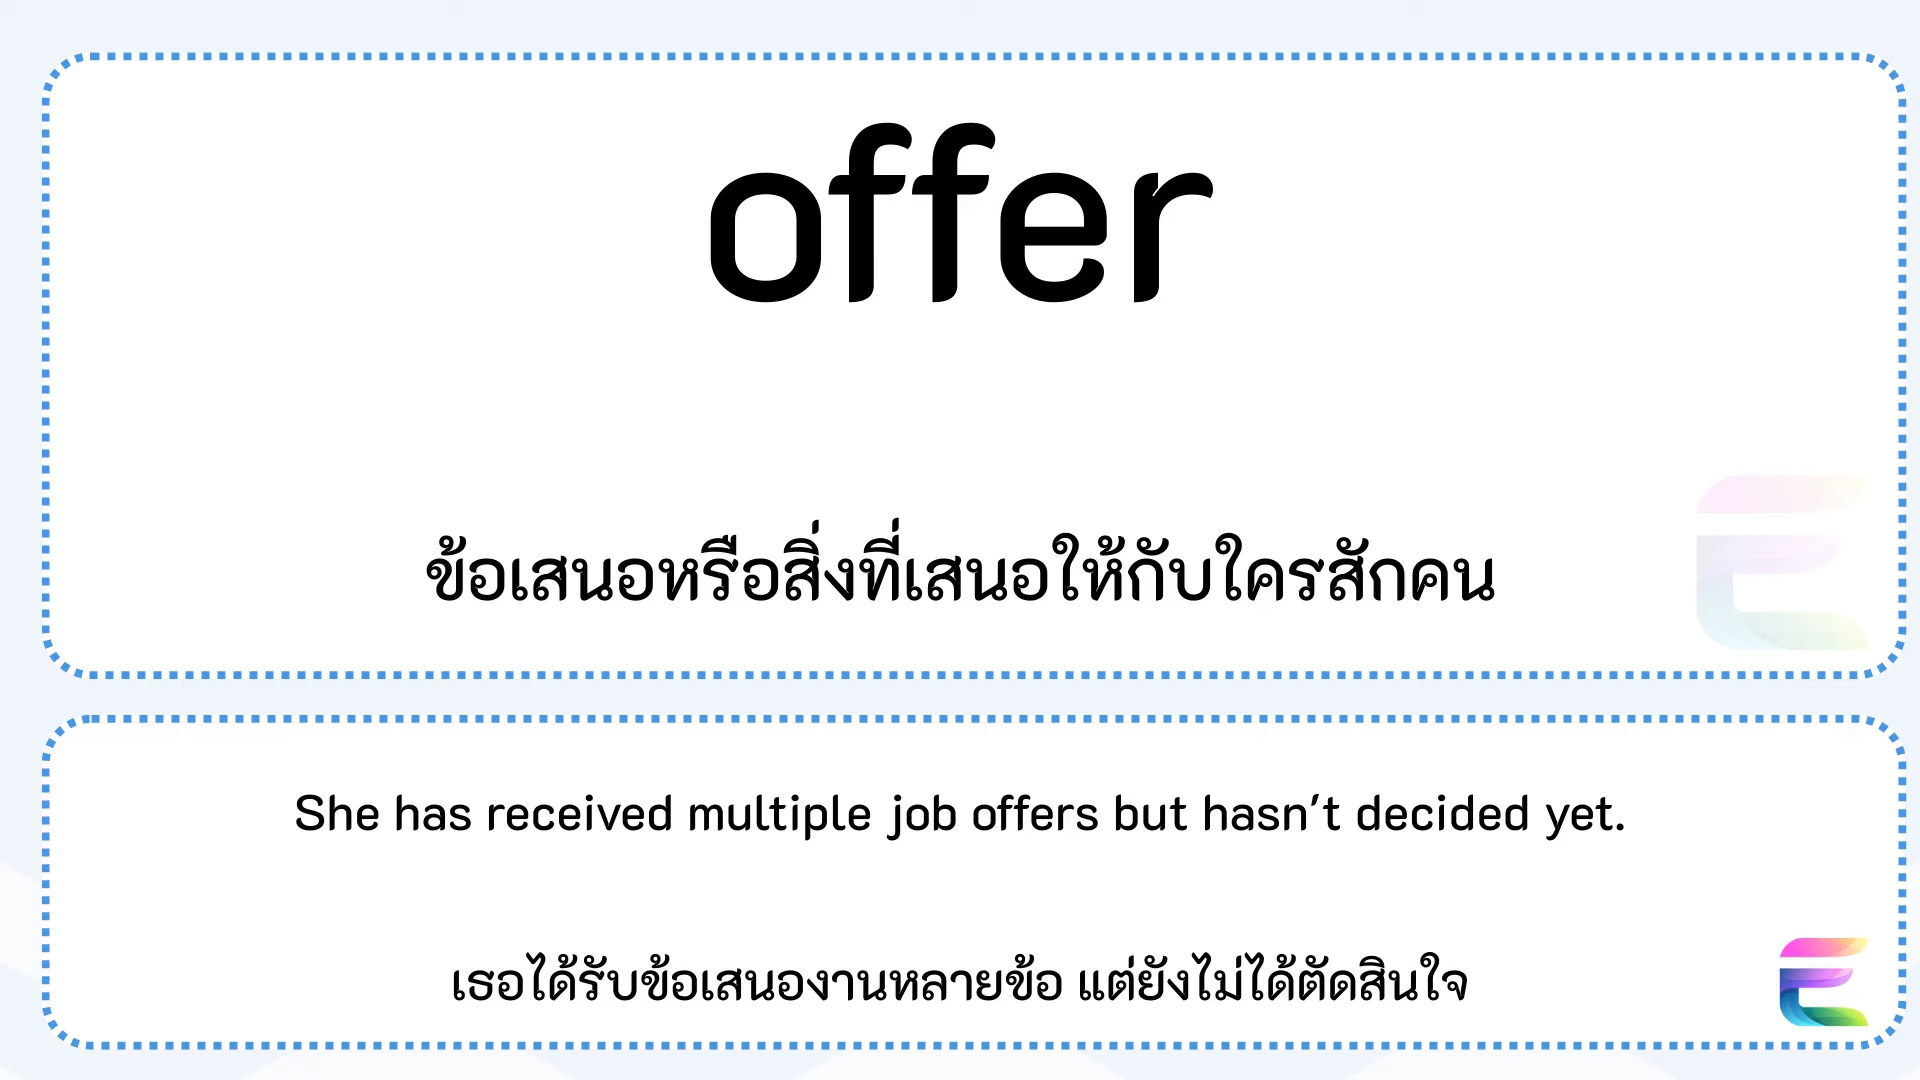 offer
ข้อเสนอหรือสิ่งที่เสนอให้กับใครสักคน
She has received multiple job offers but hasn't decided yet.
เธอได้รับข้อเสนองานหลายข้อ แต่ยังไม่ได้ตัดสินใจ